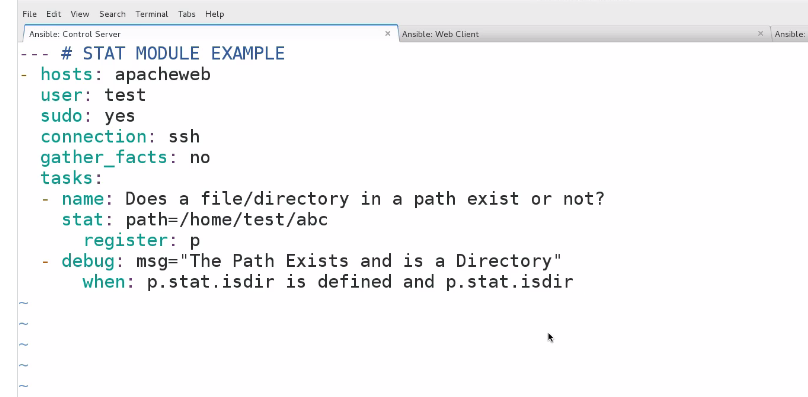 File Edit View Search Terminal Tabs Help
Ansible: Control Server × Ansible: Web Client × Ansible:
--- # STAT MODULE EXAMPLE
- hosts: apacheweb
  user: test
  sudo: yes
  connection: ssh
  gather_facts: no
  tasks:
  - name: Does a file/directory in a path exist or not?
    stat: path=/home/test/abc
      register: p
  - debug: msg="The Path Exists and is a Directory"
      when: p.stat.isdir is defined and p.stat.isdir
~
~
~
~
~